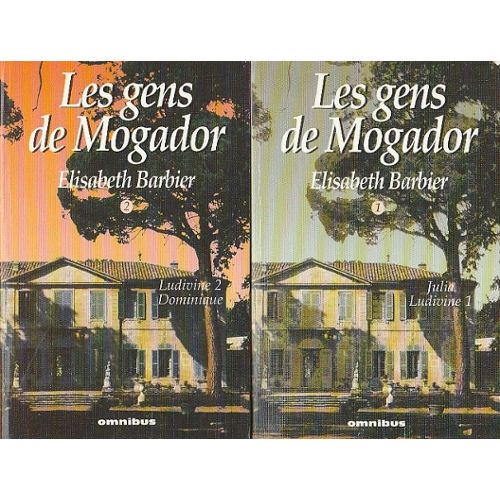 Les gens
de Mogador
Elisabeth Barbier
2
Ludivine 2
Dominique
omnibus
Les gens
de Mogador
Elisabeth Barbier
1
Julia
Ludivine 1
omnibus